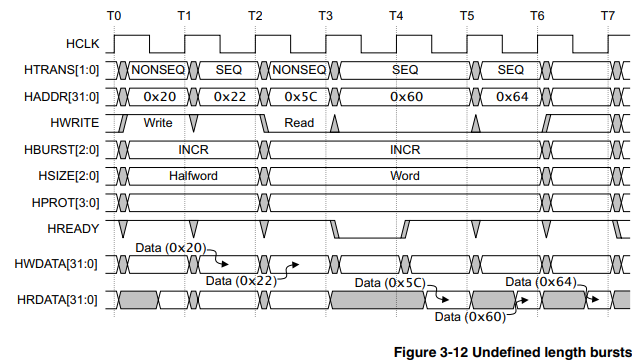 T0 T1 T2 T3 T4 T5 T6 T7
HCLK
HTRANS[1:0] NONSEQ SEQ NONSEQ SEQ SEQ
HADDR[31:0] 0x20 0x22 0x5C 0x60 0x64
HWRITE Write Read
HBURST[2:0] INCR INCR
HSIZE[2:0] Halfword Word
HPROT[3:0]
HREADY
Data (0x20)
HWDATA[31:0]
Data (0x22) Data (0x5C) Data (0x64)
HRDATA[31:0]
Data (0x60)
Figure 3-12 Undefined length bursts